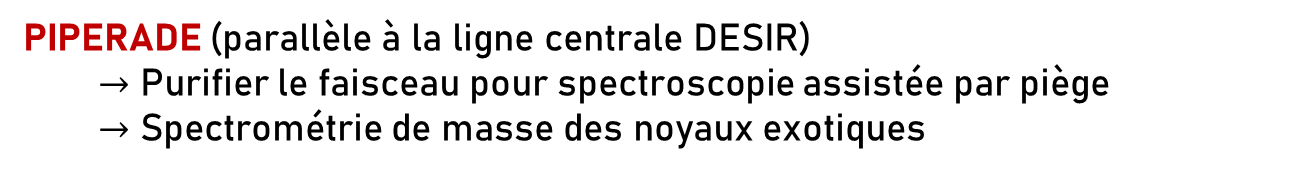 PIPERADE (parallèle à la ligne centrale DESIR)
→ Purifier le faisceau pour spectroscopie assistée par piège
→ Spectrométrie de masse des noyaux exotiques